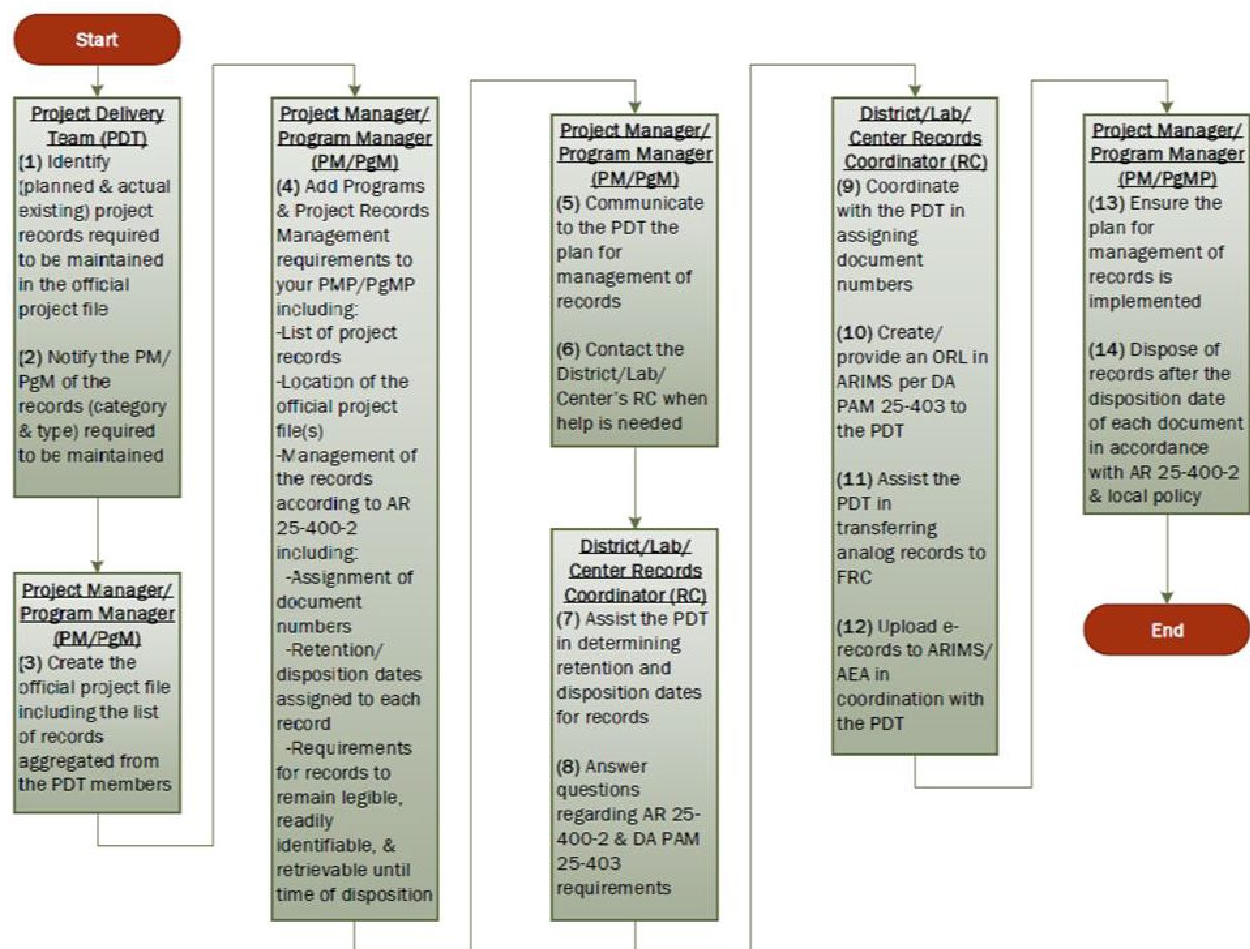 Start
Project Delivery
Team (PDT)
(1) Identify
(planned & actual
existing) project
records required
to be maintained
in the official
project file
(2) Notify the PM/
PgM of the
records (category
& type) required
to be maintained
Project Manager/
Program Manager
(PM/PgM)
(3) Create the
official project file
including the list
of records
aggregated from
the PDT members
Project Manager/
Program Manager
(PM/PgM)
(4) Add Programs
& Project Records
Management
requirements to
your PMP/PgMP
including:
-List of project
records
-Location of the
official project
file(s)
-Management of
the records
according to AR
25-400-2
including:
-Assignment of
document
numbers
-Retention/
disposition dates
assigned to each
record
-Requirements
for records to
remain legible,
readily
identifiable, &
retrievable until
time of disposition
Project Manager/
Program Manager
(PM/PgM)
(5) Communicate
to the PDT the
plan for
management of
records
(6) Contact the
District/Lab/
Center's RC when
help is needed
District/Lab/
Center Records
Coordinator (RC)
(7) Assist the PDT
in determining
retention and
disposition dates
for records
(8) Answer
questions
regarding AR 25-
400-2 & DA PAM
25-403
requirements
District/Lab/
Center Records
Coordinator (RC)
(9) Coordinate
with the PDT in
assigning
document
numbers
(10) Create/
provide an ORL in
ARIMS per DA
PAM 25-403 to
the PDT
(11) Assist the
PDT in
transferring
analog records to
FRC
(12) Upload e-
records to ARIMS/
AEA in
coordination with
the PDT
Project Manager/
Program Manager
(PM/PgMP)
(13) Ensure the
plan for
management of
records is
implemented
(14) Dispose of
records after the
disposition date
of each document
in accordance
with AR 25-400-2
& local policy
End